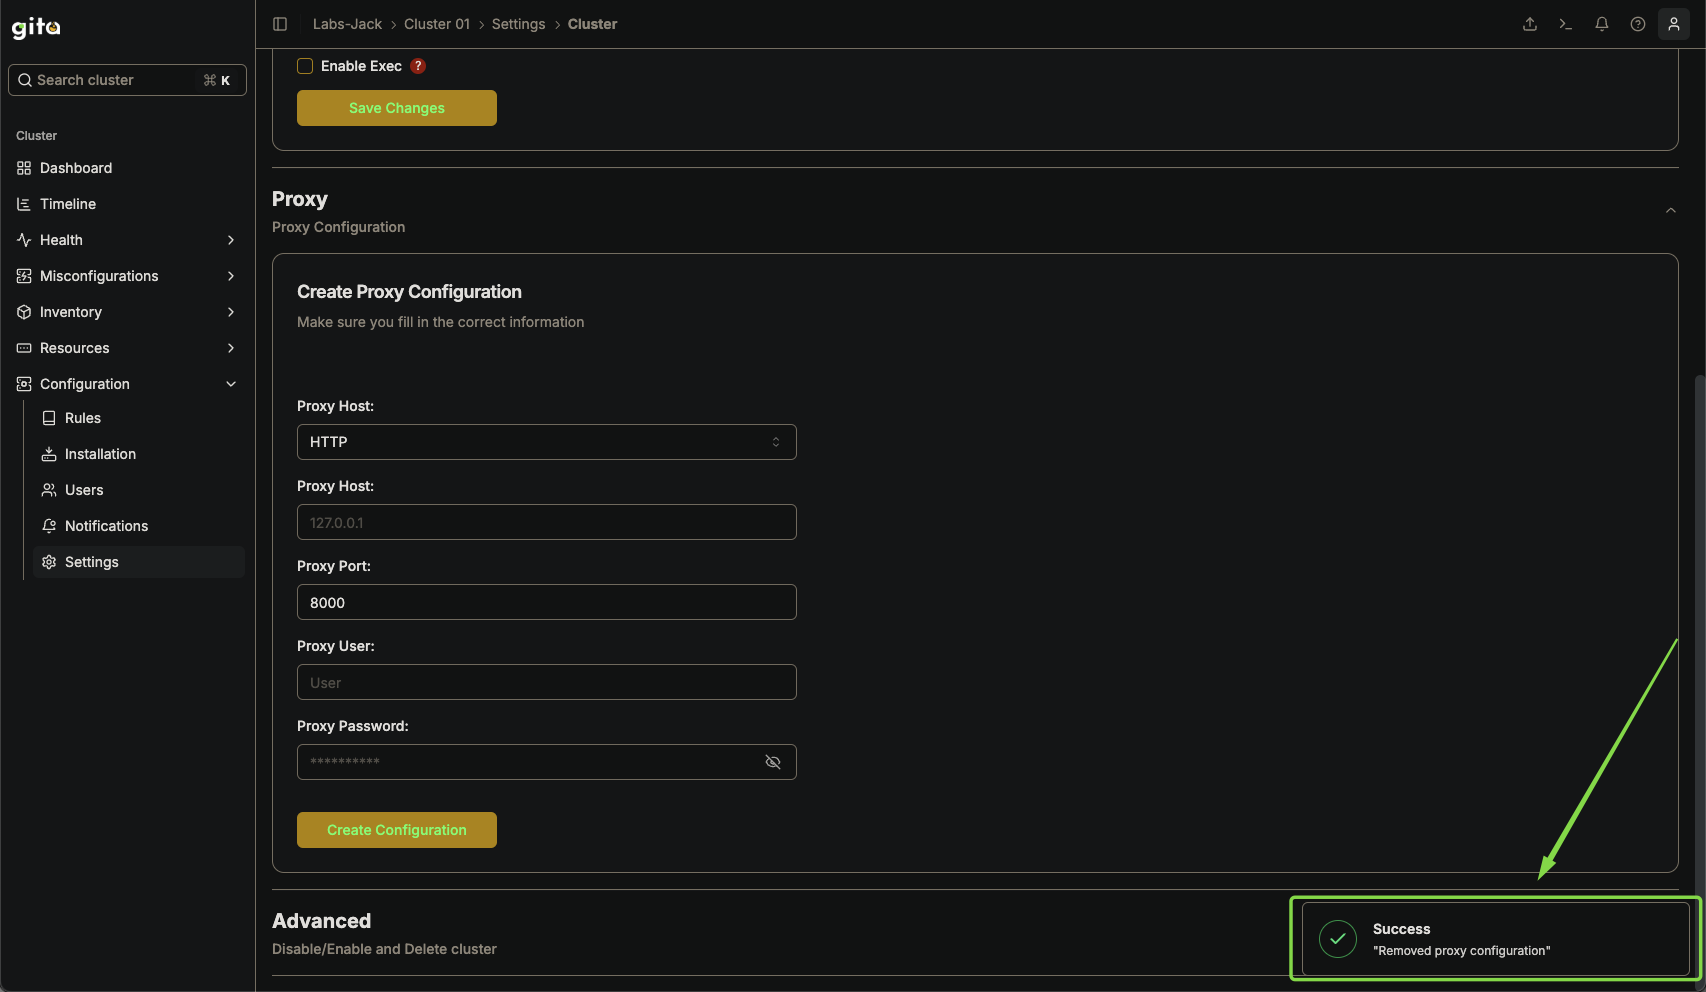 gita
Labs-Jack > Cluster 01 > Settings > Cluster
Search cluster ⌘ K
Cluster
Dashboard
Timeline
Health
Misconfigurations
Inventory
Resources
Configuration
Rules
Installation
Users
Notifications
Settings
Enable Exec ?
Save Changes
Proxy
Proxy Configuration
Create Proxy Configuration
Make sure you fill in the correct information
Proxy Host:
HTTP
Proxy Host:
127.0.0.1
Proxy Port:
8000
Proxy User:
User
Proxy Password:
**********
Create Configuration
Advanced
Disable/Enable and Delete cluster
Success
"Removed proxy configuration"